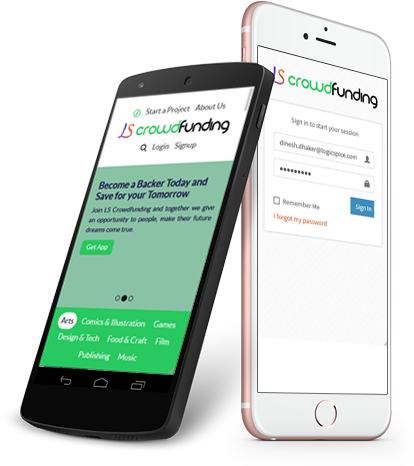 Start a Project About Us
LS crowdfunding
Login Signup
Become a Backer Today and
Save for your Tomorrow
Join LS Crowdfunding and together we give
an opportunity to people, make their future
dreams come true.
Get App
Arts Comics & Illustration Games
Design & Tech Food & Craft Film
Publishing Music
LS crowdfunding
Sign in to start your session
dinesh.dhaker@logicspice.com
Remember Me
Sign In
I forgot my password